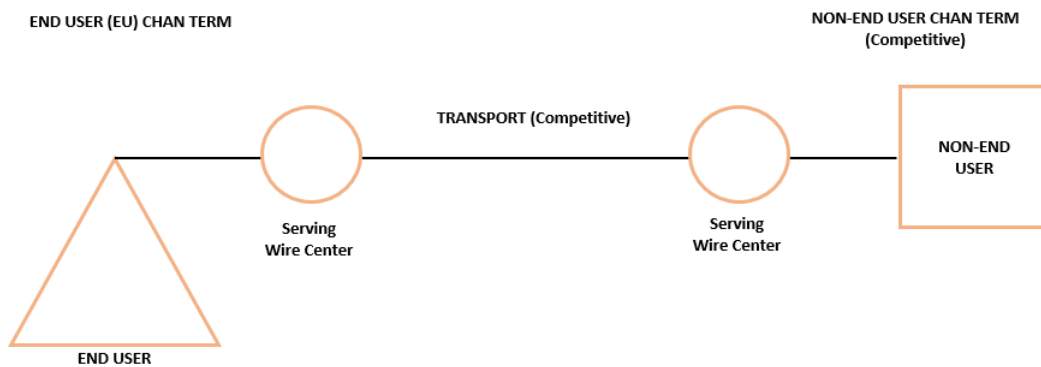 END USER (EU) CHAN TERM
NON-END USER CHAN TERM
(Competitive)
TRANSPORT (Competitive)
NON-END
USER
Serving
Wire Center
Serving
Wire Center
END USER